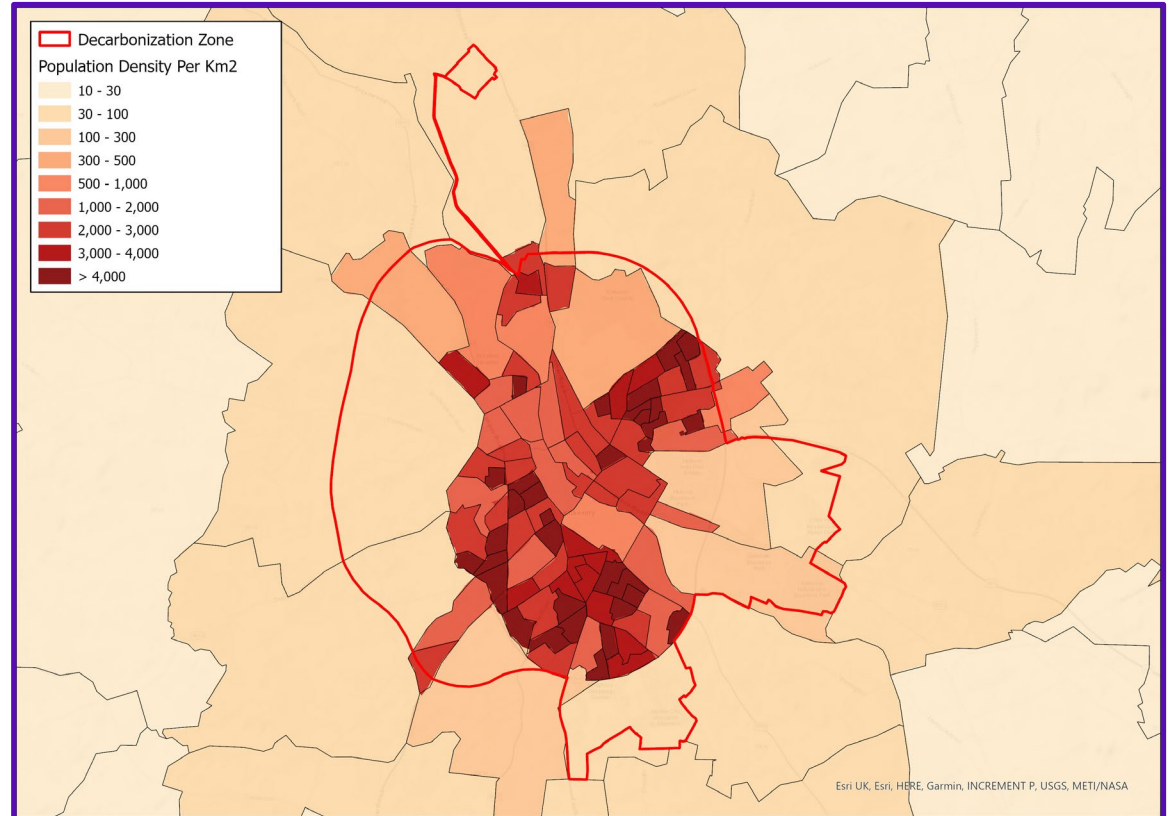 Decarbonization Zone
Population Density Per Km2
10 - 30
30 - 100
100 - 300
300 - 500
500 - 1,000
1,000 - 2,000
2,000 - 3,000
3,000 - 4,000
> 4,000
Esri UK, Esri, HERE, Garmin, INCREMENT P, USGS, METI/NASA